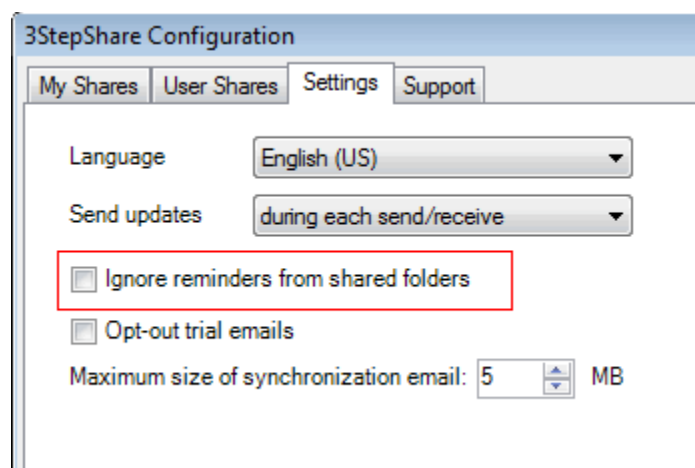 3StepShare Configuration
My Shares User Shares Settings Support
Language English (US)
Send updates during each send/receive
Ignore reminders from shared folders
Opt-out trial emails
Maximum size of synchronization email: 5 MB